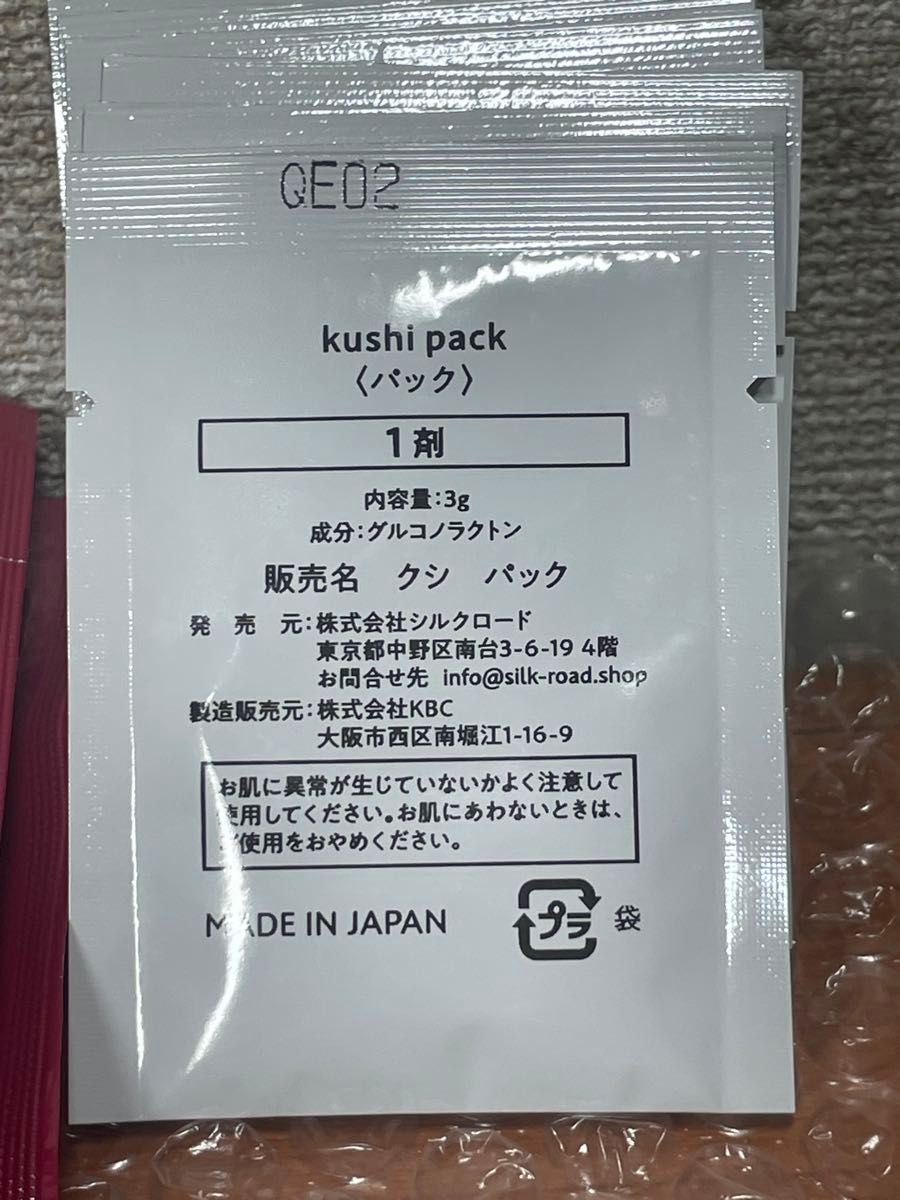 QE02
kushi pack
〈パック〉
1剤
内容量:3g
成分:グルコノラクトン
販売名 クシ パック
発売元:株式会社シルクロード
東京都中野区南台3-6-19 4階
お問合せ先 info@silk-road.shop
製造販売元:株式会社KBC
大阪市西区南堀江1-16-9
お肌に異常が生じていないかよく注意して
使用してください。お肌にあわないときは、
ご使用をおやめください。
MADE IN JAPAN
プラ 袋